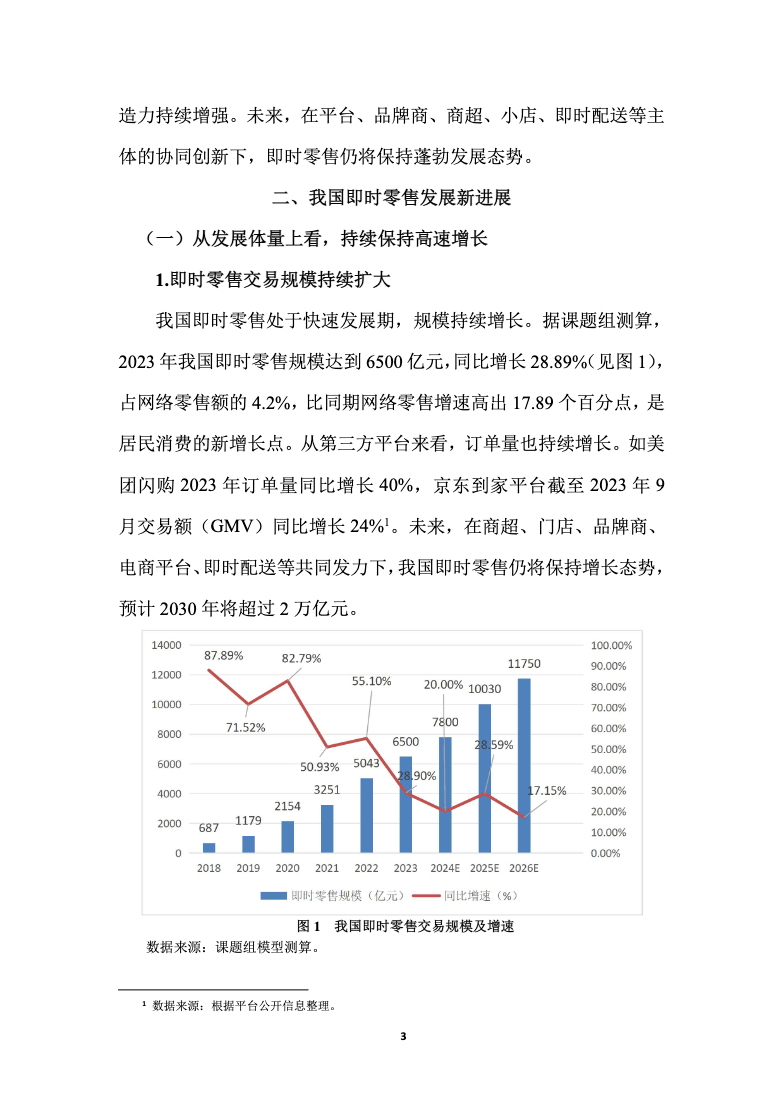 造力持续增强。未来，在平台、品牌商、商超、小店、即时配送等主
体的协同创新下，即时零售仍将保持蓬勃发展态势。
二、我国即时零售发展新进展
（一）从发展体量上看，持续保持高速增长
1.即时零售交易规模持续扩大
我国即时零售处于快速发展期，规模持续增长。据课题组测算，
2023 年我国即时零售规模达到 6500 亿元，同比增长 28.89%（见图 1），
占网络零售额的 4.2%，比同期网络零售增速高出 17.89 个百分点，是
居民消费的新增长点。从第三方平台来看，订单量也持续增长。如美
团闪购 2023 年订单量同比增长 40%，京东到家平台截至 2023 年 9
月交易额（GMV）同比增长 24%¹。未来，在商超、门店、品牌商、
电商平台、即时配送等共同发力下，我国即时零售仍将保持增长态势，
预计 2030 年将超过 2 万亿元。
14000
12000
10000
8000
6000
4000
2000
0
87.89%
71.52%
82.79%
50.93%
55.10%
28.90%
20.00%
28.59%
17.15%
687
1179
2154
3251
5043
6500
7800
10030
11750
100.00%
90.00%
80.00%
70.00%
60.00%
50.00%
40.00%
30.00%
20.00%
10.00%
0.00%
2018 2019 2020 2021 2022 2023 2024E 2025E 2026E
即时零售规模（亿元） 同比增速（%）
图 1 我国即时零售交易规模及增速
数据来源：课题组模型测算。
¹ 数据来源：根据平台公开信息整理。
3